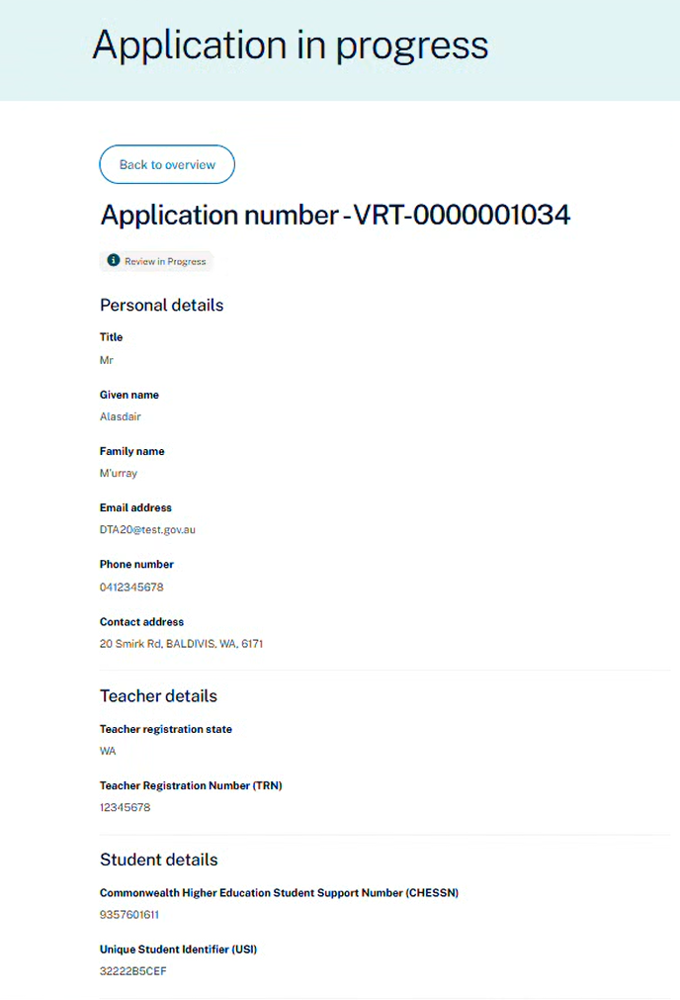 Application in progress
Back to overview
Application number - VRT-0000001034
Review in Progress
Personal details
Title
Mr
Given name
Alasdair
Family name
M'urray
Email address
DTA20@test.gov.au
Phone number
0412345678
Contact address
20 Smirk Rd, BALDIVIS, WA, 6171
Teacher details
Teacher registration state
WA
Teacher Registration Number (TRN)
12345678
Student details
Commonwealth Higher Education Student Support Number (CHESSN)
9357601611
Unique Student Identifier (USI)
32222B5CEF